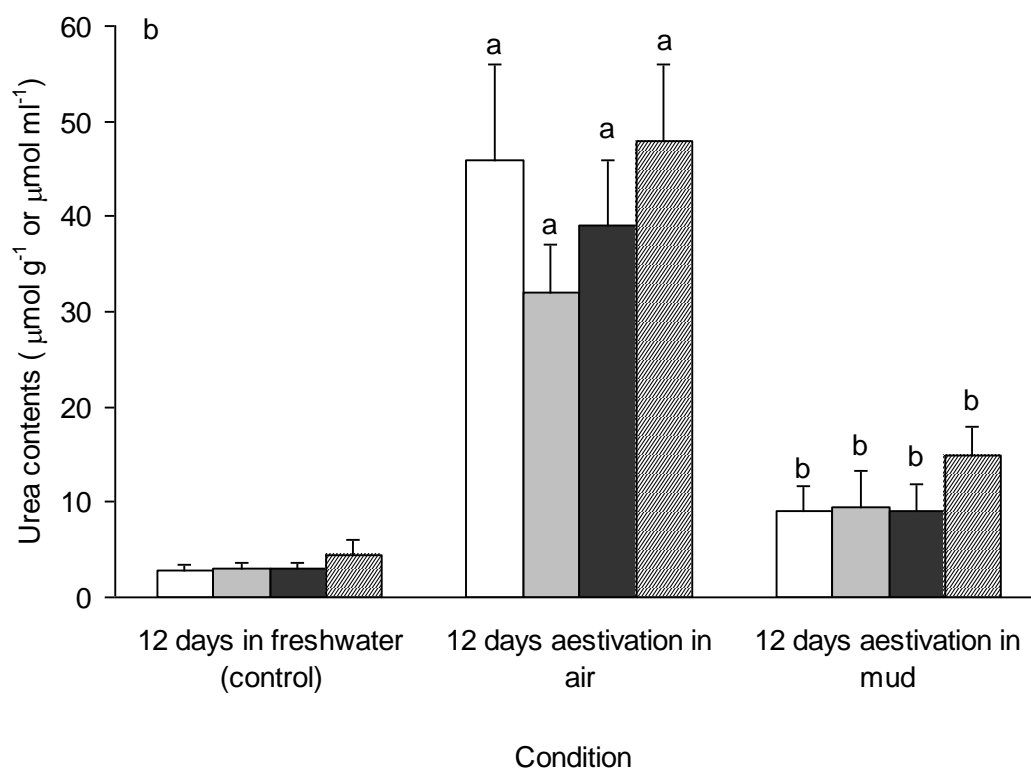 b
Urea contents ( μmol g⁻¹ or μmol ml⁻¹)
60
50
40
30
20
10
0
a
a
a
a
b
b
b
b
12 days in freshwater
(control)
12 days aestivation in
air
12 days aestivation in
mud
Condition